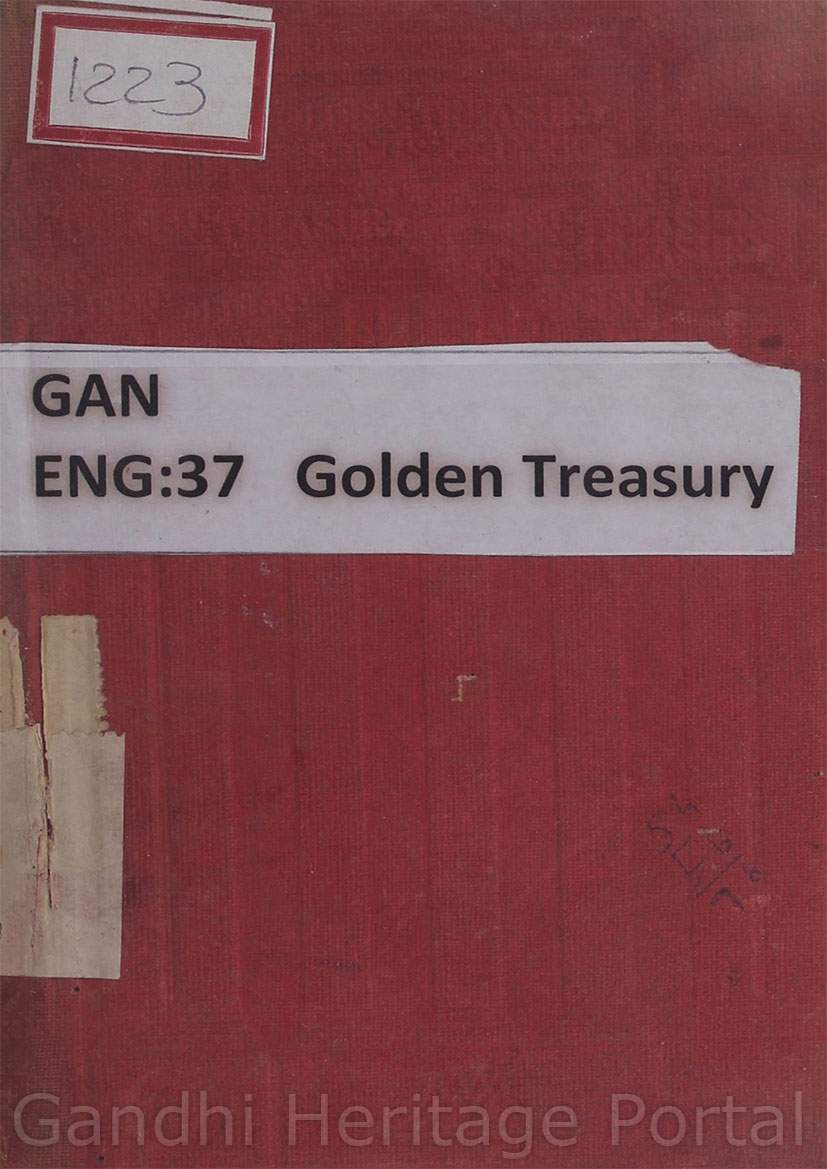 1223
GAN
ENG:37 Golden Treasury
Gandhi Heritage Portal